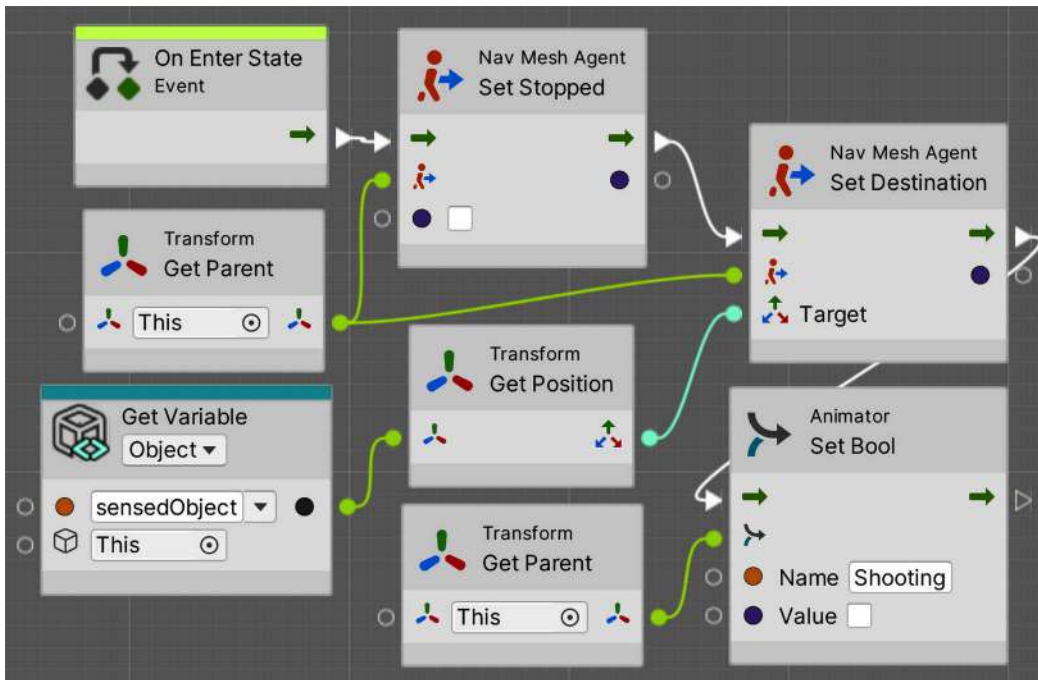 On Enter State
Event
Nav Mesh Agent
Set Stopped
Nav Mesh Agent
Set Destination
Target
Transform
Get Parent
This
Transform
Get Position
Get Variable
Object
sensedObject
This
Transform
Get Parent
This
Animator
Set Bool
Name Shooting
Value